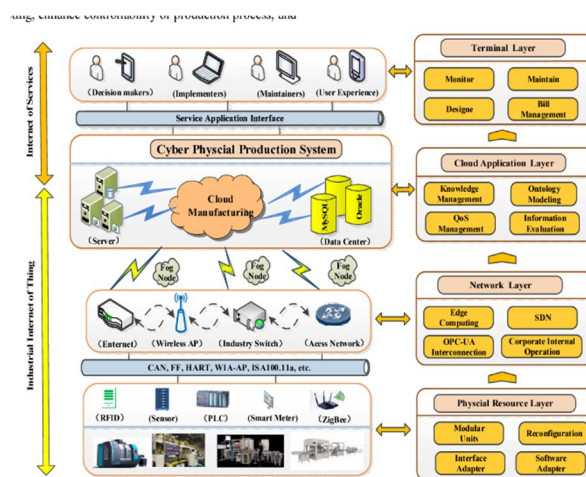 Terminal Layer
(Decision makers)
(Implementers)
(Maintainers)
(User Experience)
Monitor
Maintain
Designe
Bill
Management
Internet of Services
Service Application Interface
Cyber Physcial Production System
Cloud
Manufacturing
(Server)
MySQL
Oracle
(Data Center)
Cloud Application Layer
Knowledge
Management
Ontology
Modeling
QoS
Management
Information
Evaluation
Fog
Node
Fog
Node
Fog
Node
Industrial Internet of Thing
(Enternet)
(Wireless AP)
(Industry Switch)
(Acess Network)
Network Layer
Edge
Computing
SDN
OPC-UA
Interconnection
Corporate Internal
Operation
CAN, FF, HART, WIA-AP, ISA100.11a, etc.
(RFID)
(Sensor)
(PLC)
(Smart Meter)
(ZigBee)
Physcial Resource Layer
Modular
Units
Reconfiguration
Interface
Adapter
Software
Adapter